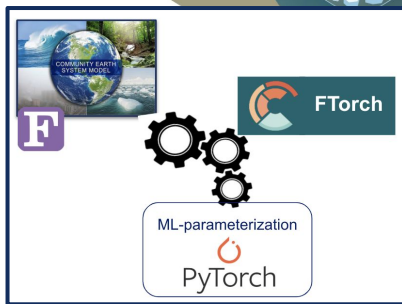 COMMUNITY EARTH
SYSTEM MODEL
F
FTorch
ML-parameterization
PyTorch